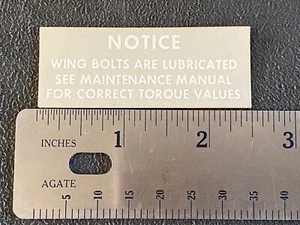 NOTICE
WING BOLTS ARE LUBRICATED
SEE MAINTENANCE MANUAL
FOR CORRECT TORQUE VALUES
INCHES 1 2 3
AGATE
5 10 15 20 25 30 35 40